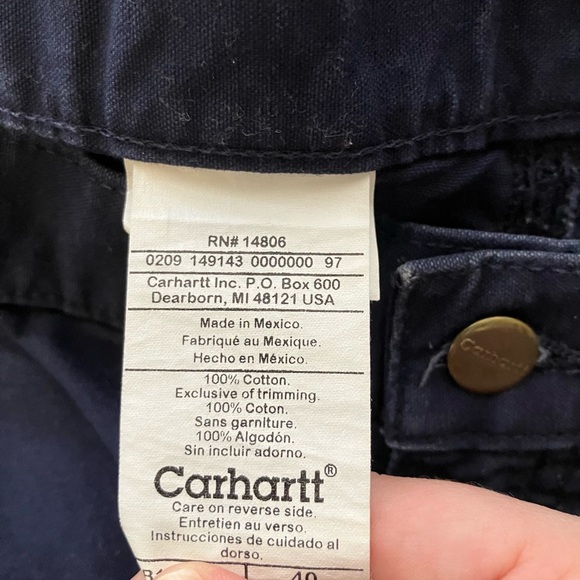 RN# 14806
0209 149143 0000000 97
Carhartt Inc. P.O. Box 600
Dearborn, MI 48121 USA
Made in Mexico.
Fabriqué au Mexique.
Hecho en México.
100% Cotton.
Exclusive of trimming.
100% Coton.
Sans garniture.
100% Algodón.
Sin incluir adorno.
Carhartt®
Care on reverse side.
Entretien au verso.
Instrucciones de cuidado al
dorso.
40
Carhartt